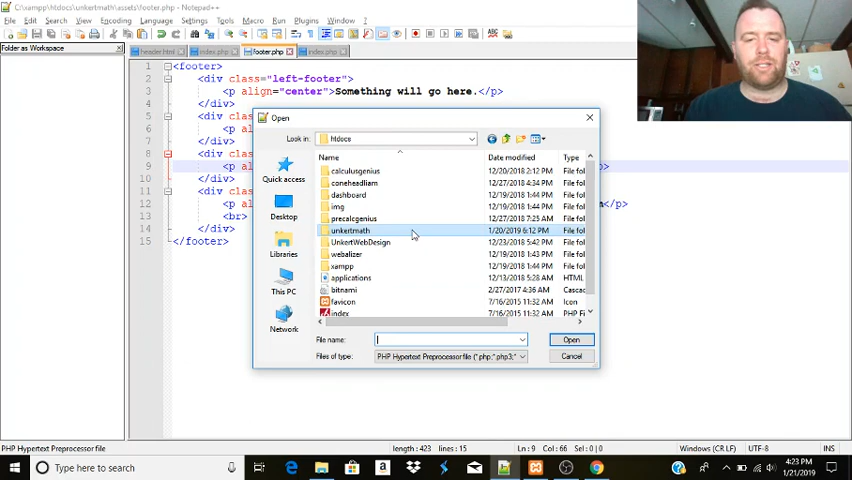 C:\xampp\htdocs\unkertmath\assets\footer.php - Notepad++
File Edit Search View Encoding Language Settings Tools Macro Run Plugins Window ?
Folder as Workspace
header.html index.php footer.php index.php
1 <footer>
2 <div class="left-footer">
3 <p align="center">Something will go here.</p>
4 </div>
5 <div
6 <p a
7 </div>
8 <div
9 <p al p>
10 </div>
11 <div
12 <p al </p>
13 <br>
14 </div>
15 </footer>
Open
Look in: htdocs
Name Date modified Type
calculusgenius 12/20/2018 2:12 PM File fol
coneheadliam 12/27/2018 4:34 PM File fol
dashboard 12/19/2018 1:44 PM File fol
img 12/19/2018 1:44 PM File fol
precalcgenius 12/27/2018 7:25 AM File fol
unkertmath 1/20/2019 6:12 PM File fol
UnkertWebDesign 12/23/2018 5:42 PM File fol
webalizer 12/19/2018 1:43 PM File fol
xampp 12/19/2018 1:44 PM File fol
applications 12/13/2018 5:28 AM HTML
bitnami 2/27/2017 4:36 AM Cascac
favicon 7/16/2015 11:32 AM Icon
index 7/16/2015 11:32 AM PHP Fi
Quick access
Desktop
Libraries
This PC
Network
File name: Open
Files of type: PHP Hypertext Preprocessor file (*.php;*.php3;* Cancel
PHP Hypertext Preprocessor file length : 423 lines : 15 Ln : 9 Col : 66 Sel : 0 | 0 Windows (CR LF) UTF-8 INS
Type here to search
4:23 PM
1/21/2019